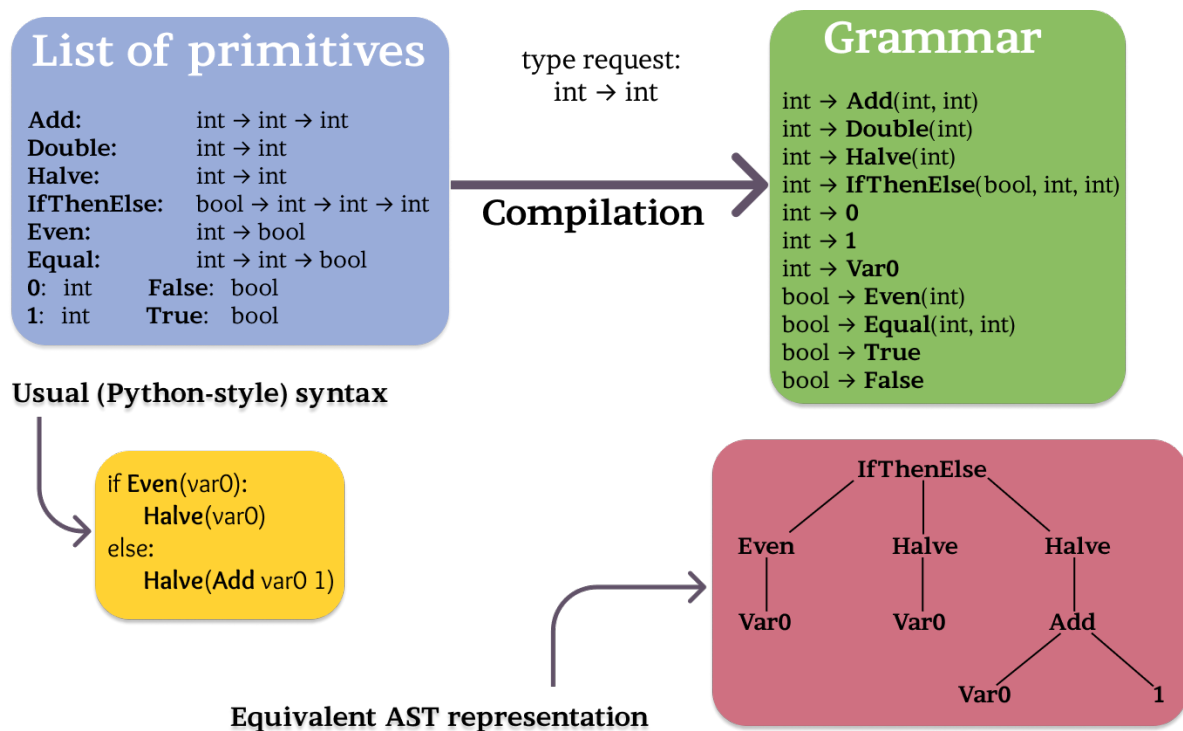 List of primitives
Add: int → int → int
Double: int → int
Halve: int → int
IfThenElse: bool → int → int → int
Even: int → bool
Equal: int → int → bool
0: int False: bool
1: int True: bool
type request:
int → int
Compilation
Grammar
int → Add(int, int)
int → Double(int)
int → Halve(int)
int → IfThenElse(bool, int, int)
int → 0
int → 1
int → Var0
bool → Even(int)
bool → Equal(int, int)
bool → True
bool → False
Usual (Python-style) syntax
if Even(var0):
Halve(var0)
else:
Halve(Add var0 1)
IfThenElse
Even Halve Halve
Var0 Var0 Add
Var0 1
Equivalent AST representation